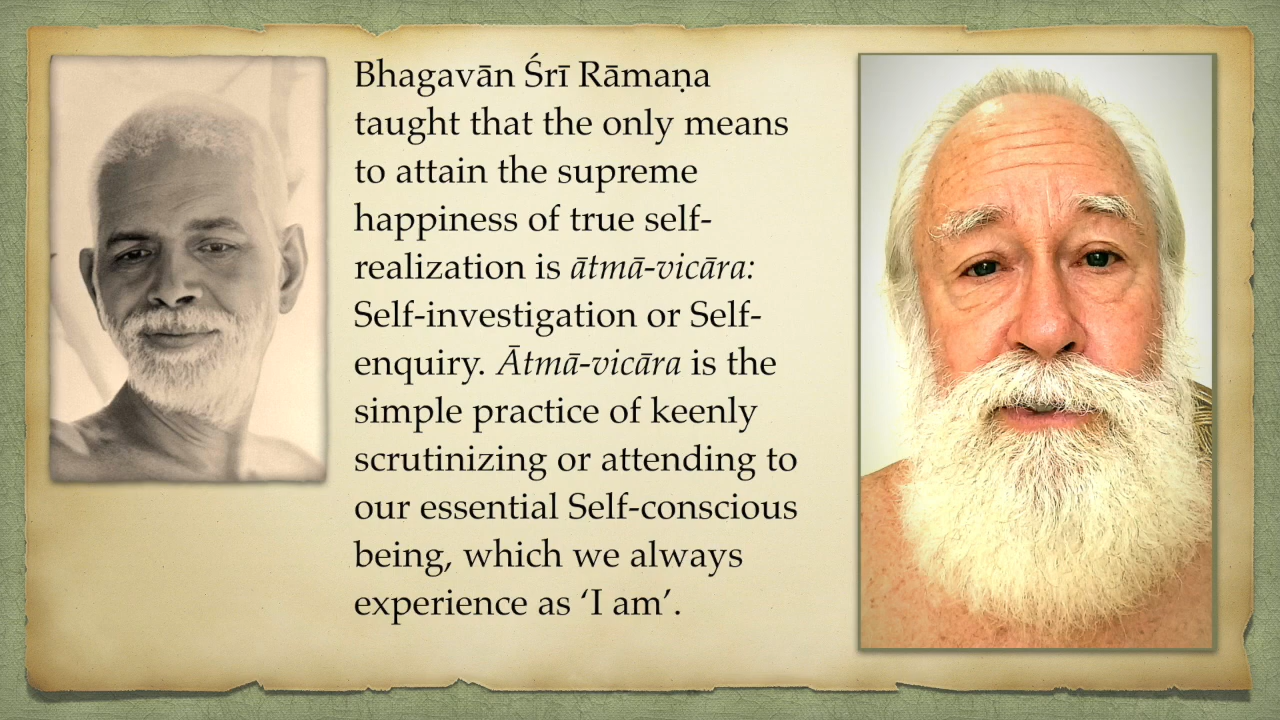 Bhagavān Śrī Rāmaṇa
taught that the only means
to attain the supreme
happiness of true self-
realization is ātmā-vicāra:
Self-investigation or Self-
enquiry. Ātmā-vicāra is the
simple practice of keenly
scrutinizing or attending to
our essential Self-conscious
being, which we always
experience as ‘I am’.